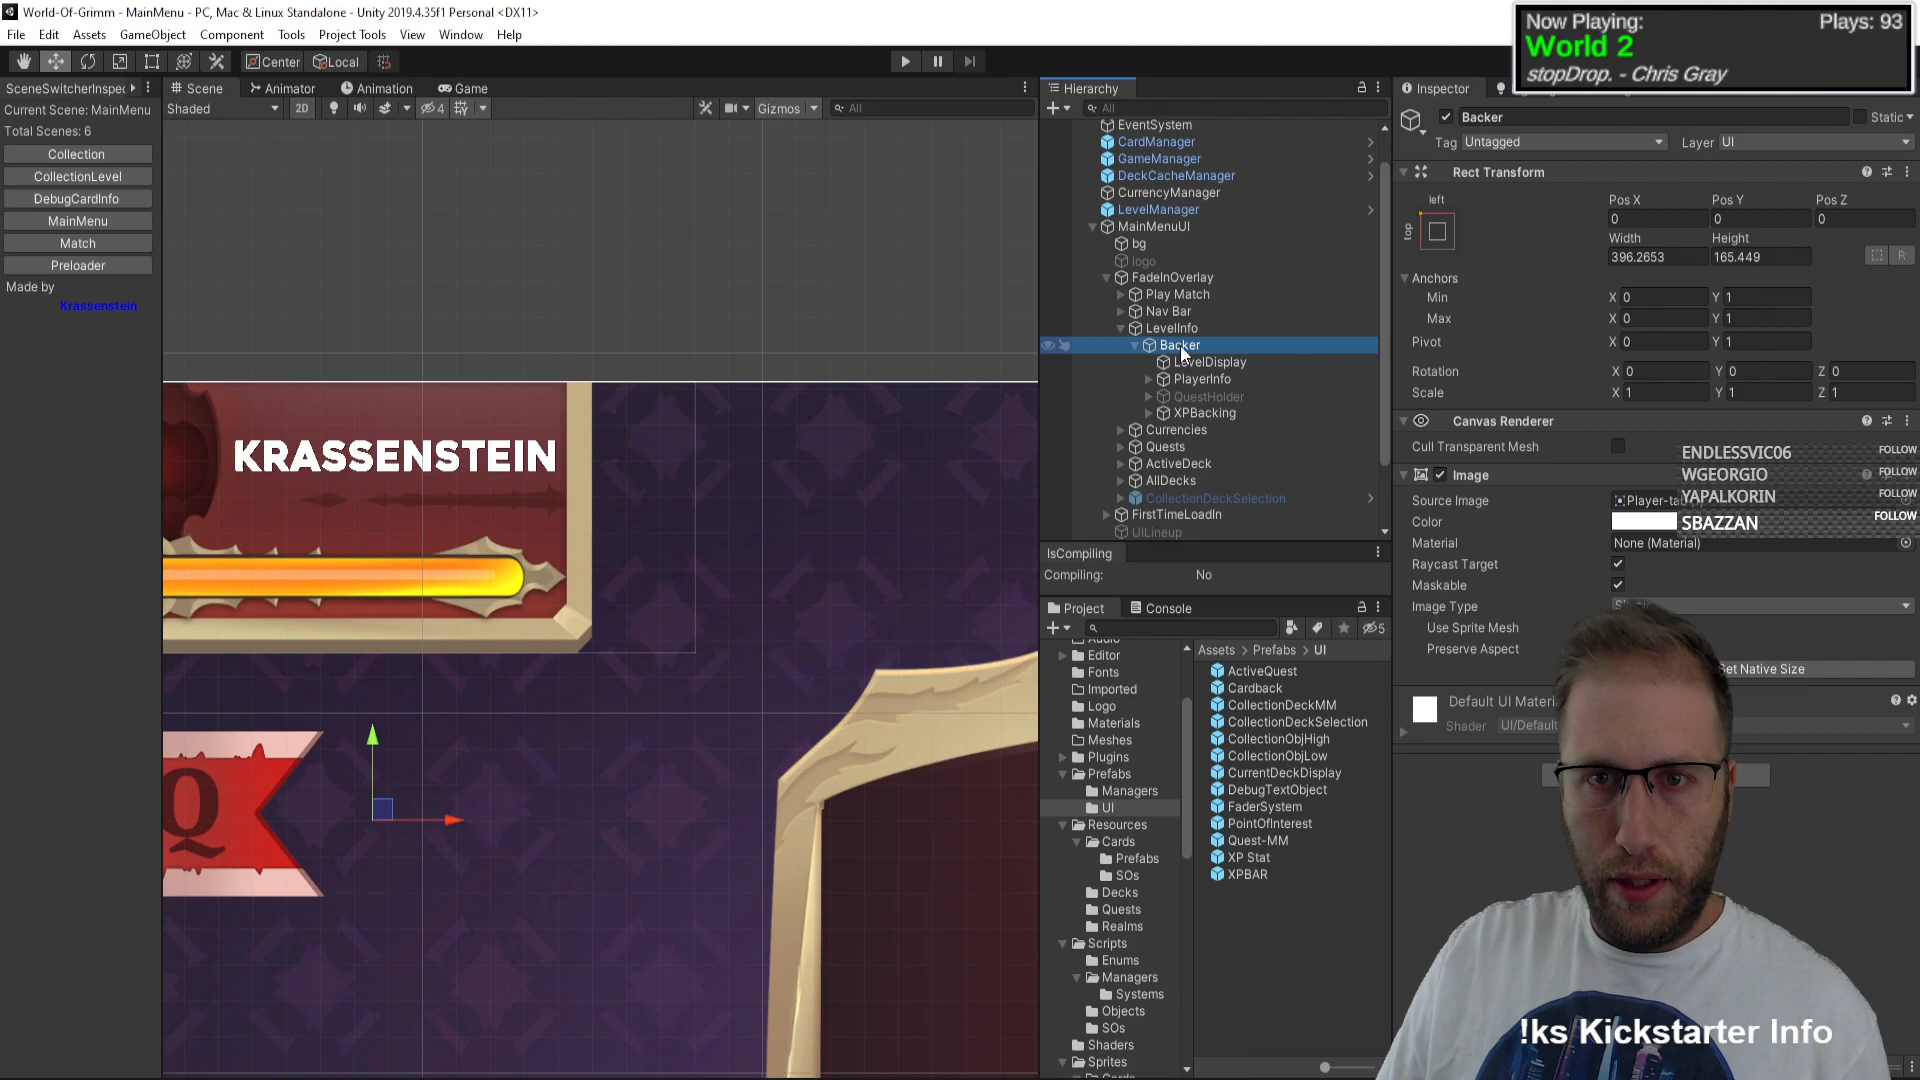 World-Of-Grimm - MainMenu - PC, Mac & Linux Standalone - Unity 2019.4.35f1 Personal <DX11>
File Edit Assets GameObject Component Tools Project Tools View Window Help
Center Local
Now Playing: Plays: 93
World 2
stopDrop. - Chris Gray
SceneSwitcherInspec
Current Scene: MainMenu
Total Scenes: 6
Collection
CollectionLevel
DebugCardInfo
MainMenu
Match
Preloader
Made by
Krassenstein
Scene Animator Animation Game
Shaded 2D 4 Gizmos All
KRASSENSTEIN
Q
Hierarchy
All
EventSystem
CardManager
GameManager
DeckCacheManager
CurrencyManager
LevelManager
MainMenuUI
bg
logo
FadeInOverlay
Play Match
Nav Bar
LevelInfo
Backer
LevelDisplay
PlayerInfo
QuestHolder
XPBacking
Currencies
Quests
ActiveDeck
AllDecks
CollectionDeckSelection
FirstTimeLoadIn
UILineup
IsCompiling
Compiling: No
Project Console
5
Audio
Editor
Fonts
Imported
Logo
Materials
Meshes
Plugins
Prefabs
Managers
UI
Resources
Cards
Prefabs
SOs
Decks
Quests
Realms
Scripts
Enums
Managers
Systems
Objects
SOs
Shaders
Sprites
Assets > Prefabs > UI
ActiveQuest
Cardback
CollectionDeckMM
CollectionDeckSelection
CollectionObjHigh
CollectionObjLow
CurrentDeckDisplay
DebugTextObject
FaderSystem
PointOfInterest
Quest-MM
XP Stat
XPBAR
Inspector
Backer Static
Tag Untagged Layer UI
Rect Transform
left
top
Pos X Pos Y Pos Z
0 0 0
Width Height
396.2653 165.449
R
Anchors
Min X 0 Y 1
Max X 0 Y 1
Pivot X 0 Y 1
Rotation X 0 Y 0 Z 0
Scale X 1 Y 1 Z 1
Canvas Renderer
Cull Transparent Mesh
Image
Source Image
Color
Material None (Material)
Raycast Target
Maskable
Image Type
Use Sprite Mesh
Preserve Aspect
Set Native Size
Default UI
Shader UI/Default
ENDLESSVIC06 FOLLOW
WGEORGIO FOLLOW
YAPALKORIN FOLLOW
SBAZZAN FOLLOW
!ks Kickstarter Info